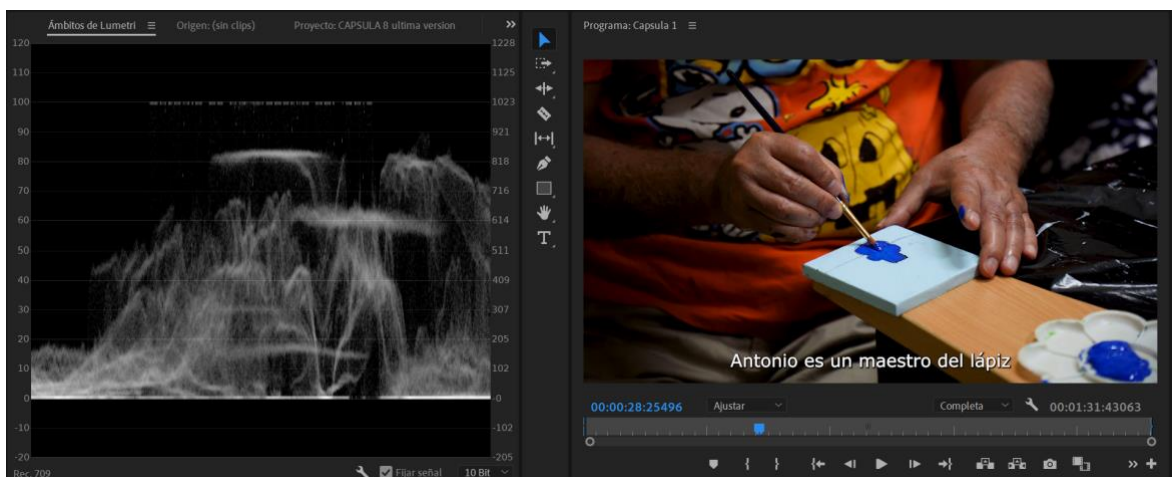 Ámbitos de Lumetri
Origen: (sin clips)
Proyecto: CAPSULA 8 ultima version
Programa: Capsula 1
120 1228
110 1125
100 1023
90 921
80 818
70 716
60 614
50 511
40 409
30 307
20 205
10 102
0 -0
-10 -102
-20 -205
Rec. 709
Fijar señal
10 Bit
Antonio es un maestro del lápiz
00:00:28:25496
Ajustar
Completa
00:01:31:43063